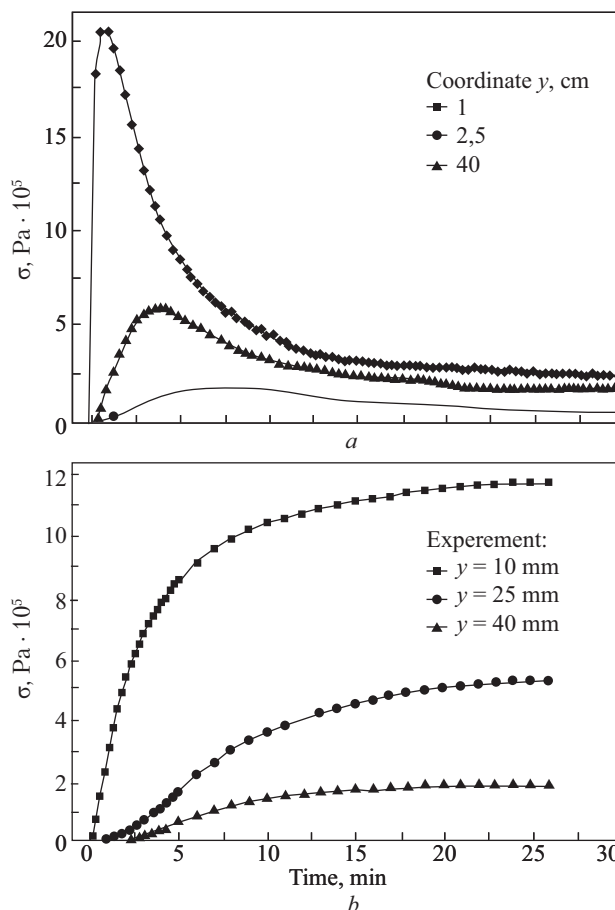 20
15
10
5
0
σ, Pa · 10⁵
Coordinate y, cm
1
2,5
40
a
12
10
8
6
4
2
0
σ, Pa · 10⁵
Experement:
y = 10 mm
y = 25 mm
y = 40 mm
0 5 10 15 20 25 30
Time, min
b